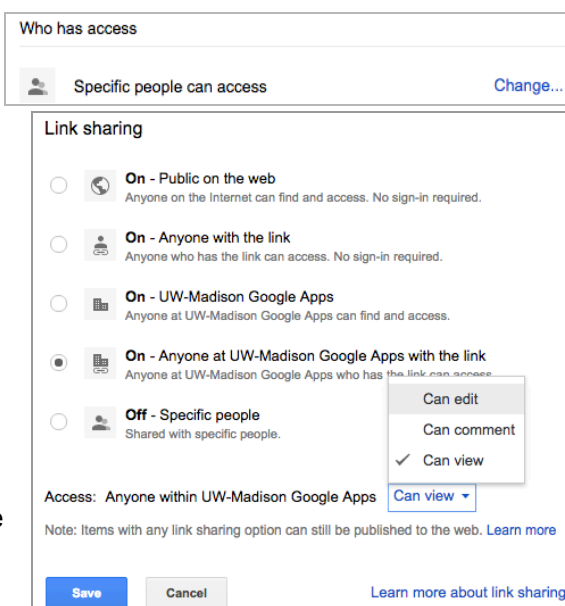 Who has access
Specific people can access Change...
Link sharing
On - Public on the web
Anyone on the Internet can find and access. No sign-in required.
On - Anyone with the link
Anyone who has the link can access. No sign-in required.
On - UW-Madison Google Apps
Anyone at UW-Madison Google Apps can find and access.
On - Anyone at UW-Madison Google Apps with the link
Anyone at UW-Madison Google Apps who has the link can access.
Can edit
Off - Specific people
Shared with specific people.
Can comment
Can view
Access: Anyone within UW-Madison Google Apps Can view
e
Note: Items with any link sharing option can still be published to the web. Learn more
Save Cancel Learn more about link sharing